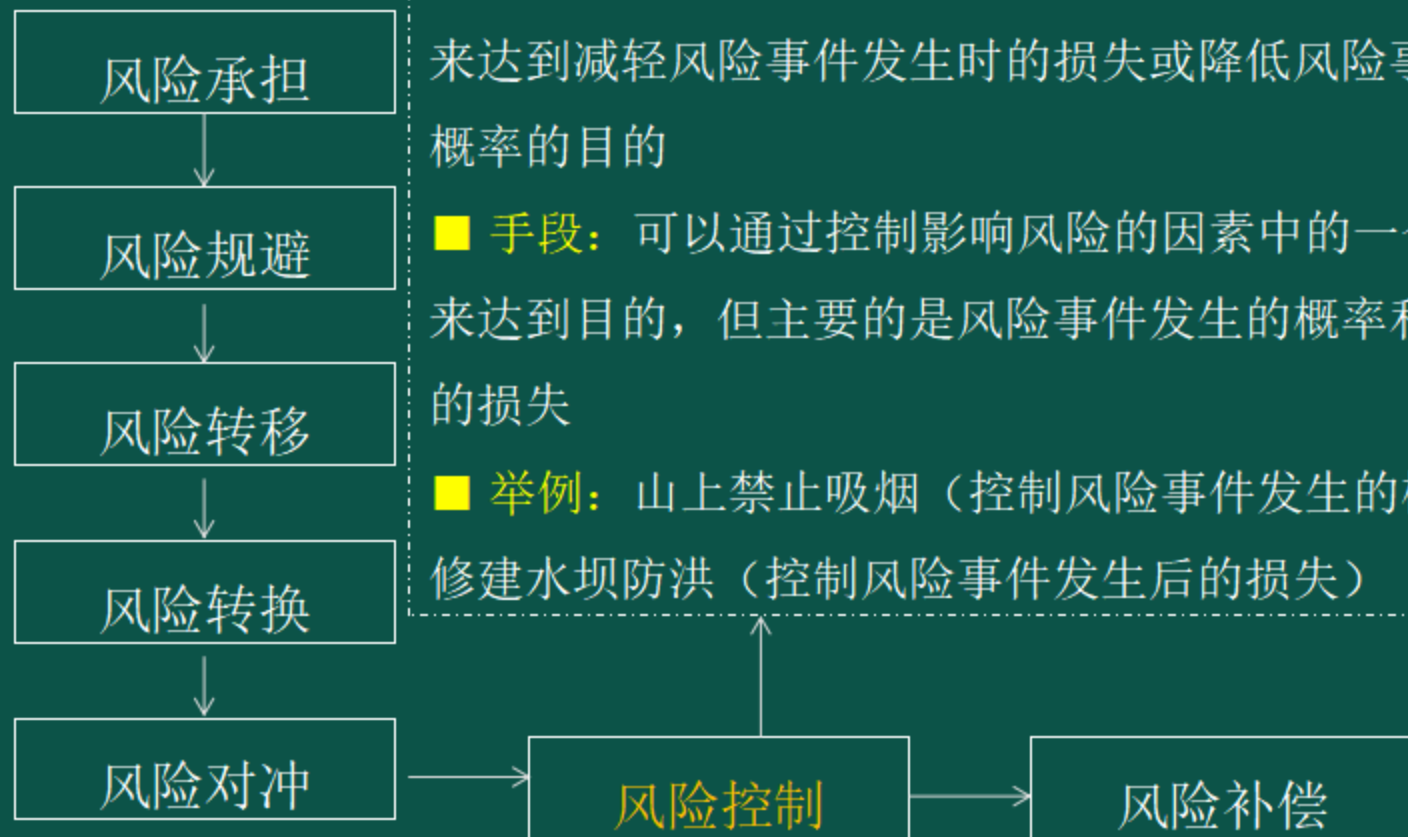 风险承担
风险规避
风险转移
风险转换
风险对冲
来达到减轻风险事件发生时的损失或降低风险
概率的目的
■ 手段：可以通过控制影响风险的因素中的一
来达到目的，但主要的是风险事件发生的概率
的损失
■ 举例：山上禁止吸烟（控制风险事件发生的
修建水坝防洪（控制风险事件发生后的损失）
风险控制
风险补偿